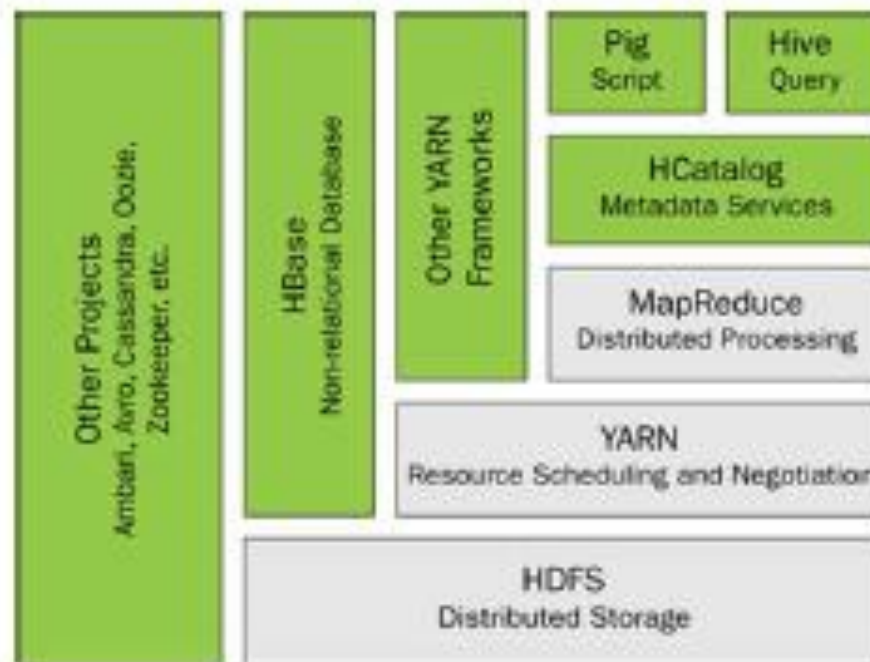 Other Projects
Ambari, Avro, Cassandra, Oozie,
Zookeeper, etc.
HBase
Non-relational Database
Other YARN
Frameworks
Pig
Script
Hive
Query
HCatalog
Metadata Services
MapReduce
Distributed Processing
YARN
Resource Scheduling and Negotiation
HDFS
Distributed Storage